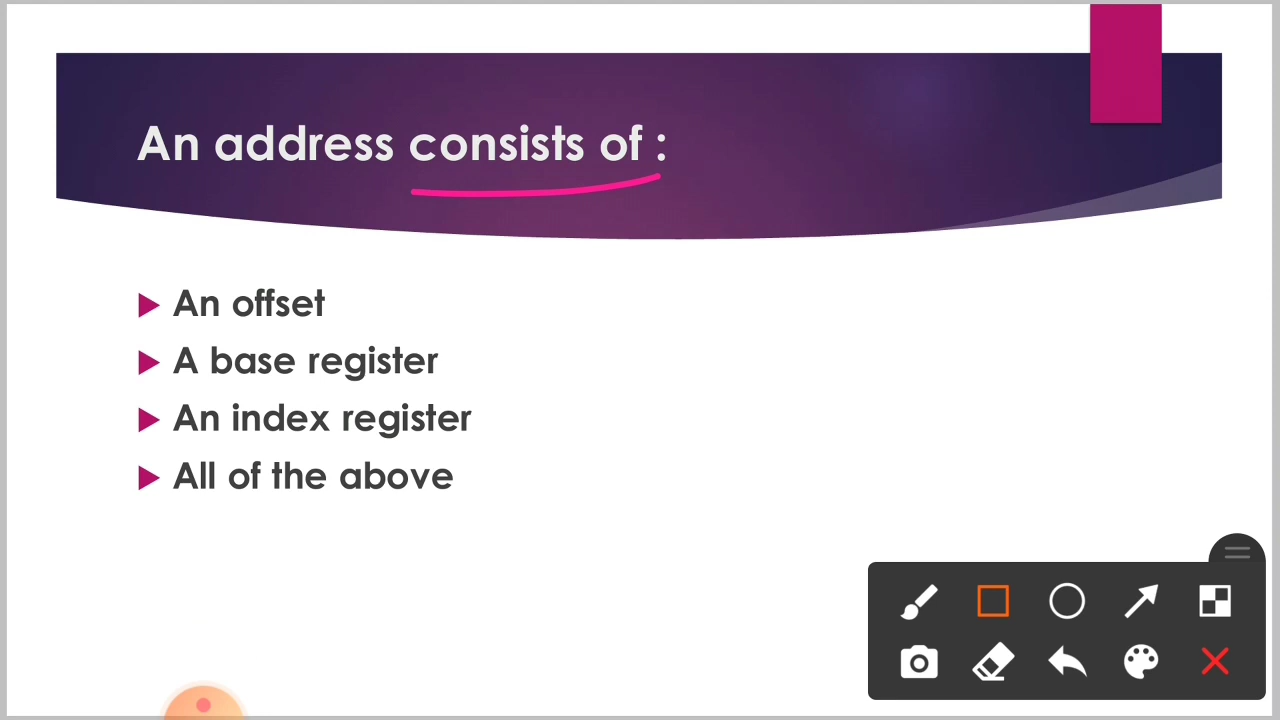 An address consists of :
An offset
A base register
An index register
All of the above